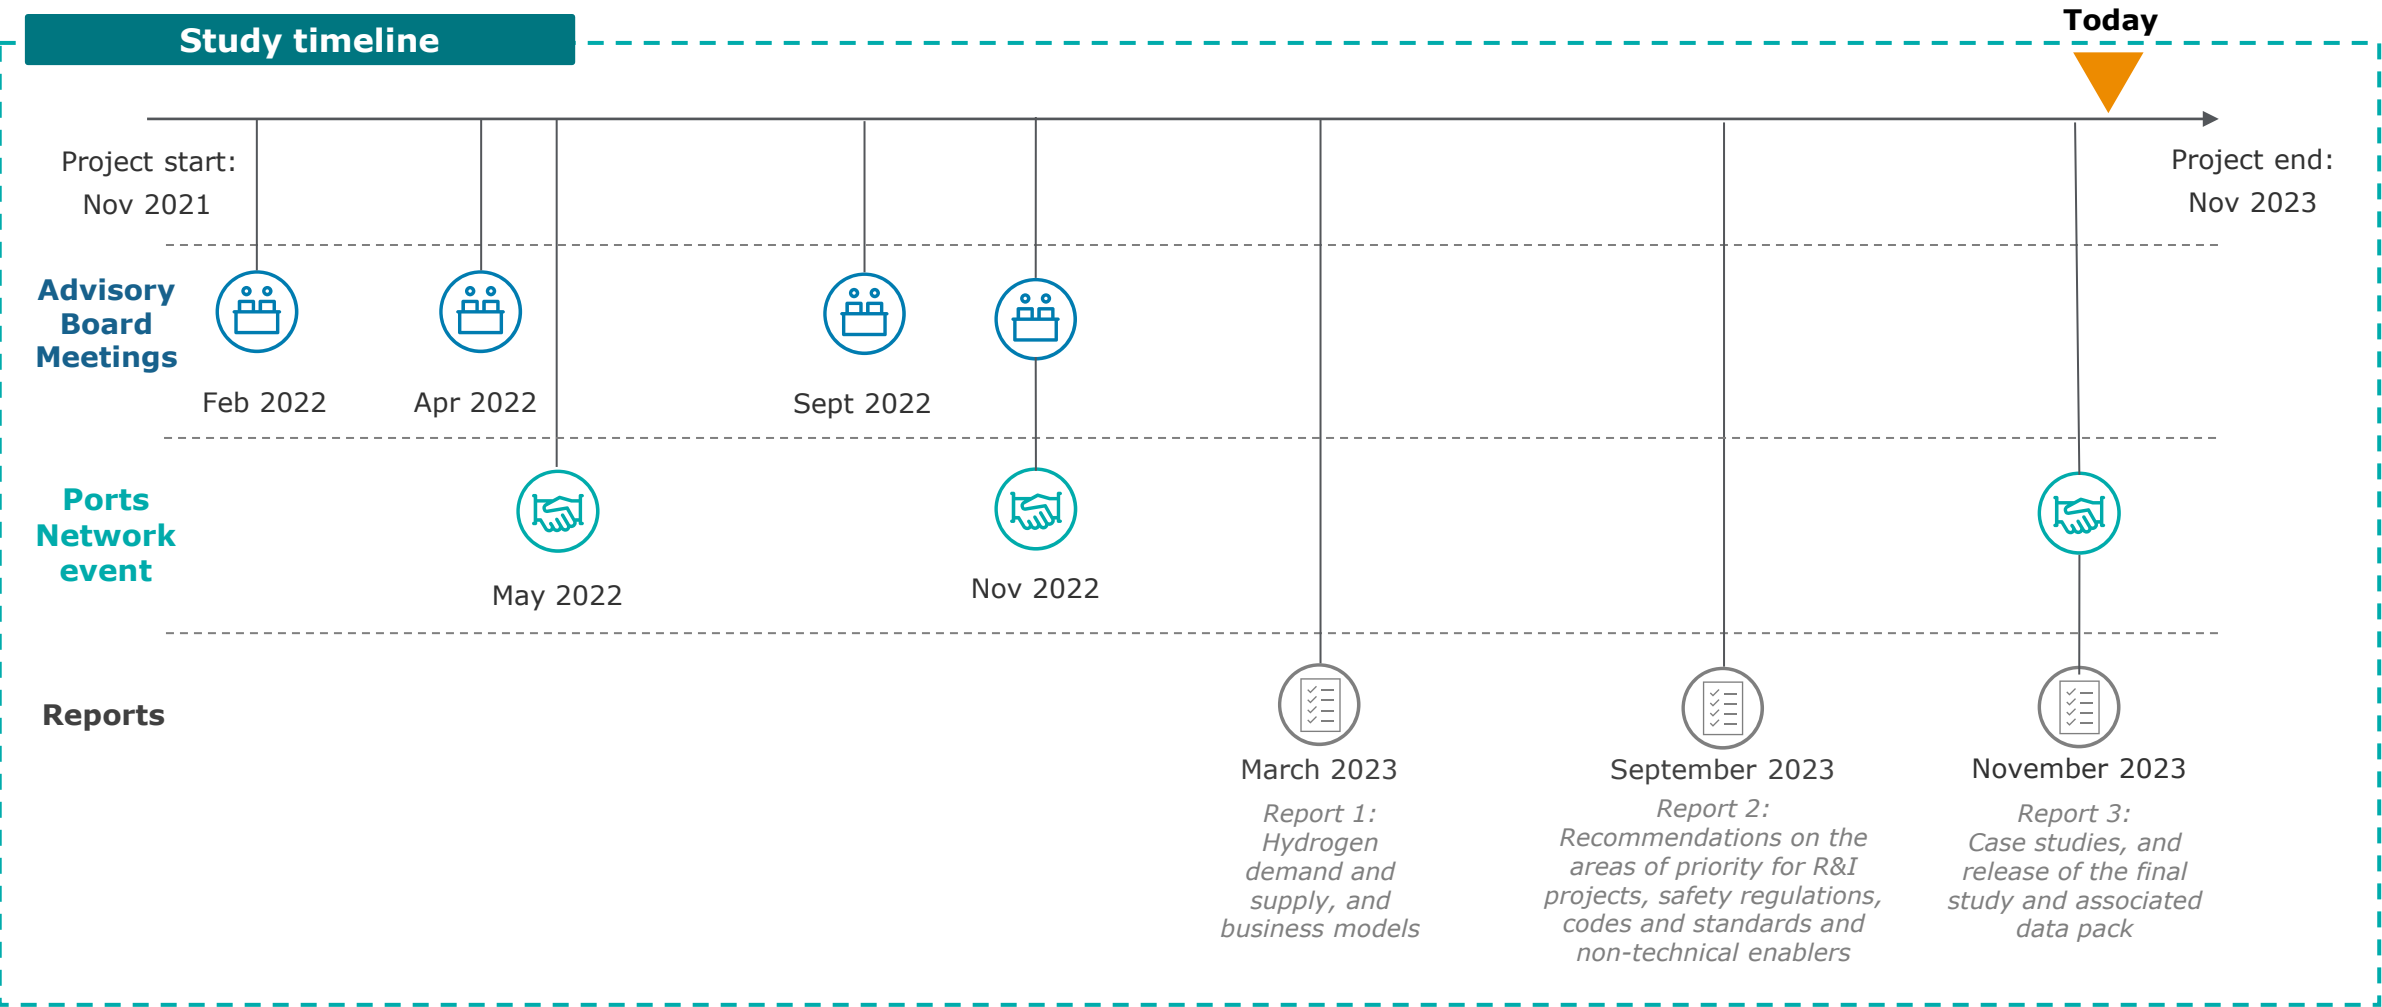 Today
Study timeline
Project start:
Nov 2021
Project end:
Nov 2023
Advisory
Board
Meetings
Feb 2022
Apr 2022
Sept 2022
Ports
Network
event
May 2022
Nov 2022
Reports
March 2023
Report 1:
Hydrogen
demand and
supply, and
business models
September 2023
Report 2:
Recommendations on the
areas of priority for R&I
projects, safety regulations,
codes and standards and
non-technical enablers
November 2023
Report 3:
Case studies, and
release of the final
study and associated
data pack